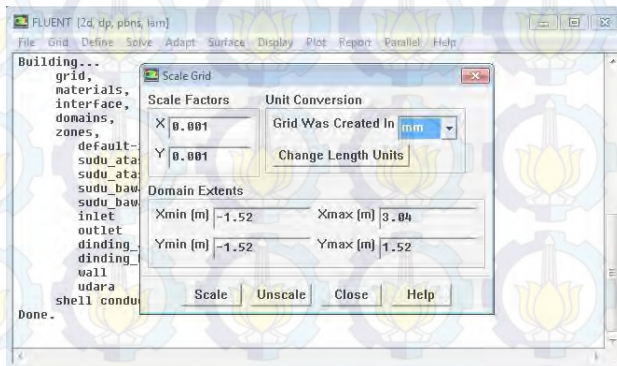 FLUENT [2d, dp, pbns, lam]
File Grid Define Solve Adapt Surface Display Plot Report Parallel Help
Building...
grid,
materials,
interface,
domains,
zones,
default-
sudu_atas
sudu_atas
sudu_bawa
sudu_bawa
inlet
outlet
dinding_
dinding_
wall
udara
shell condu
Done.
Scale Grid
Scale Factors
X 0.001
Y 0.001
Unit Conversion
Grid Was Created In mm
Change Length Units
Domain Extents
Xmin (m) -1.52 Xmax (m) 3.04
Ymin (m) -1.52 Ymax (m) 1.52
Scale Unscale Close Help